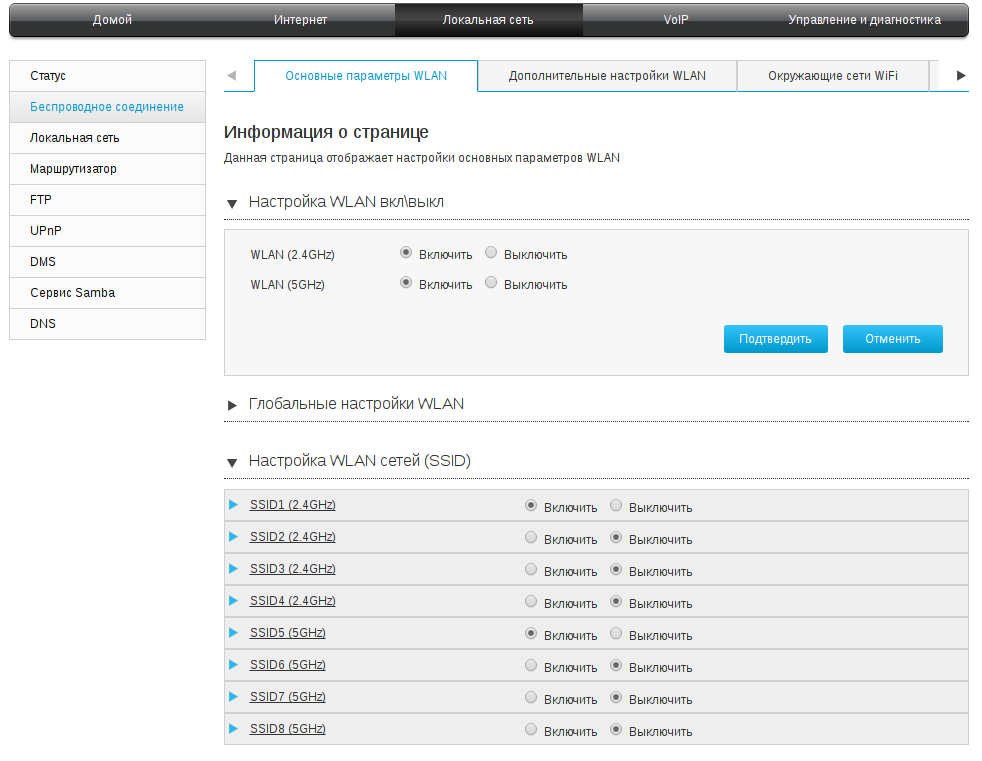 Домой Интернет Локальная сеть VoIP Управление и диагностика
Статус
Беспроводное соединение
Локальная сеть
Маршрутизатор
FTP
UPnP
DMS
Сервис Samba
DNS
Основные параметры WLAN Дополнительные настройки WLAN Окружающие сети WiFi
Информация о странице
Данная страница отображает настройки основных параметров WLAN
Настройка WLAN вкл\выкл
WLAN (2.4GHz) Включить Выключить
WLAN (5GHz) Включить Выключить
Подтвердить Отменить
Глобальные настройки WLAN
Настройка WLAN сетей (SSID)
SSID1 (2.4GHz) Включить Выключить
SSID2 (2.4GHz) Включить Выключить
SSID3 (2.4GHz) Включить Выключить
SSID4 (2.4GHz) Включить Выключить
SSID5 (5GHz) Включить Выключить
SSID6 (5GHz) Включить Выключить
SSID7 (5GHz) Включить Выключить
SSID8 (5GHz) Включить Выключить